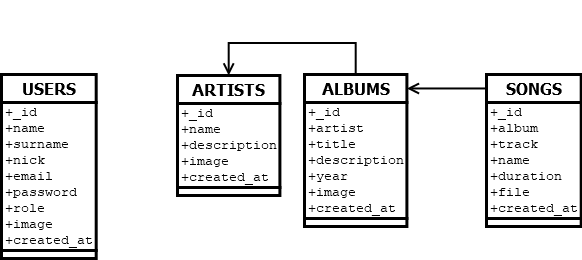 USERS
+_id
+name
+surname
+nick
+email
+password
+role
+image
+created_at
ARTISTS
+_id
+name
+description
+image
+created_at
ALBUMS
+_id
+artist
+title
+description
+year
+image
+created_at
SONGS
+_id
+album
+track
+name
+duration
+file
+created_at